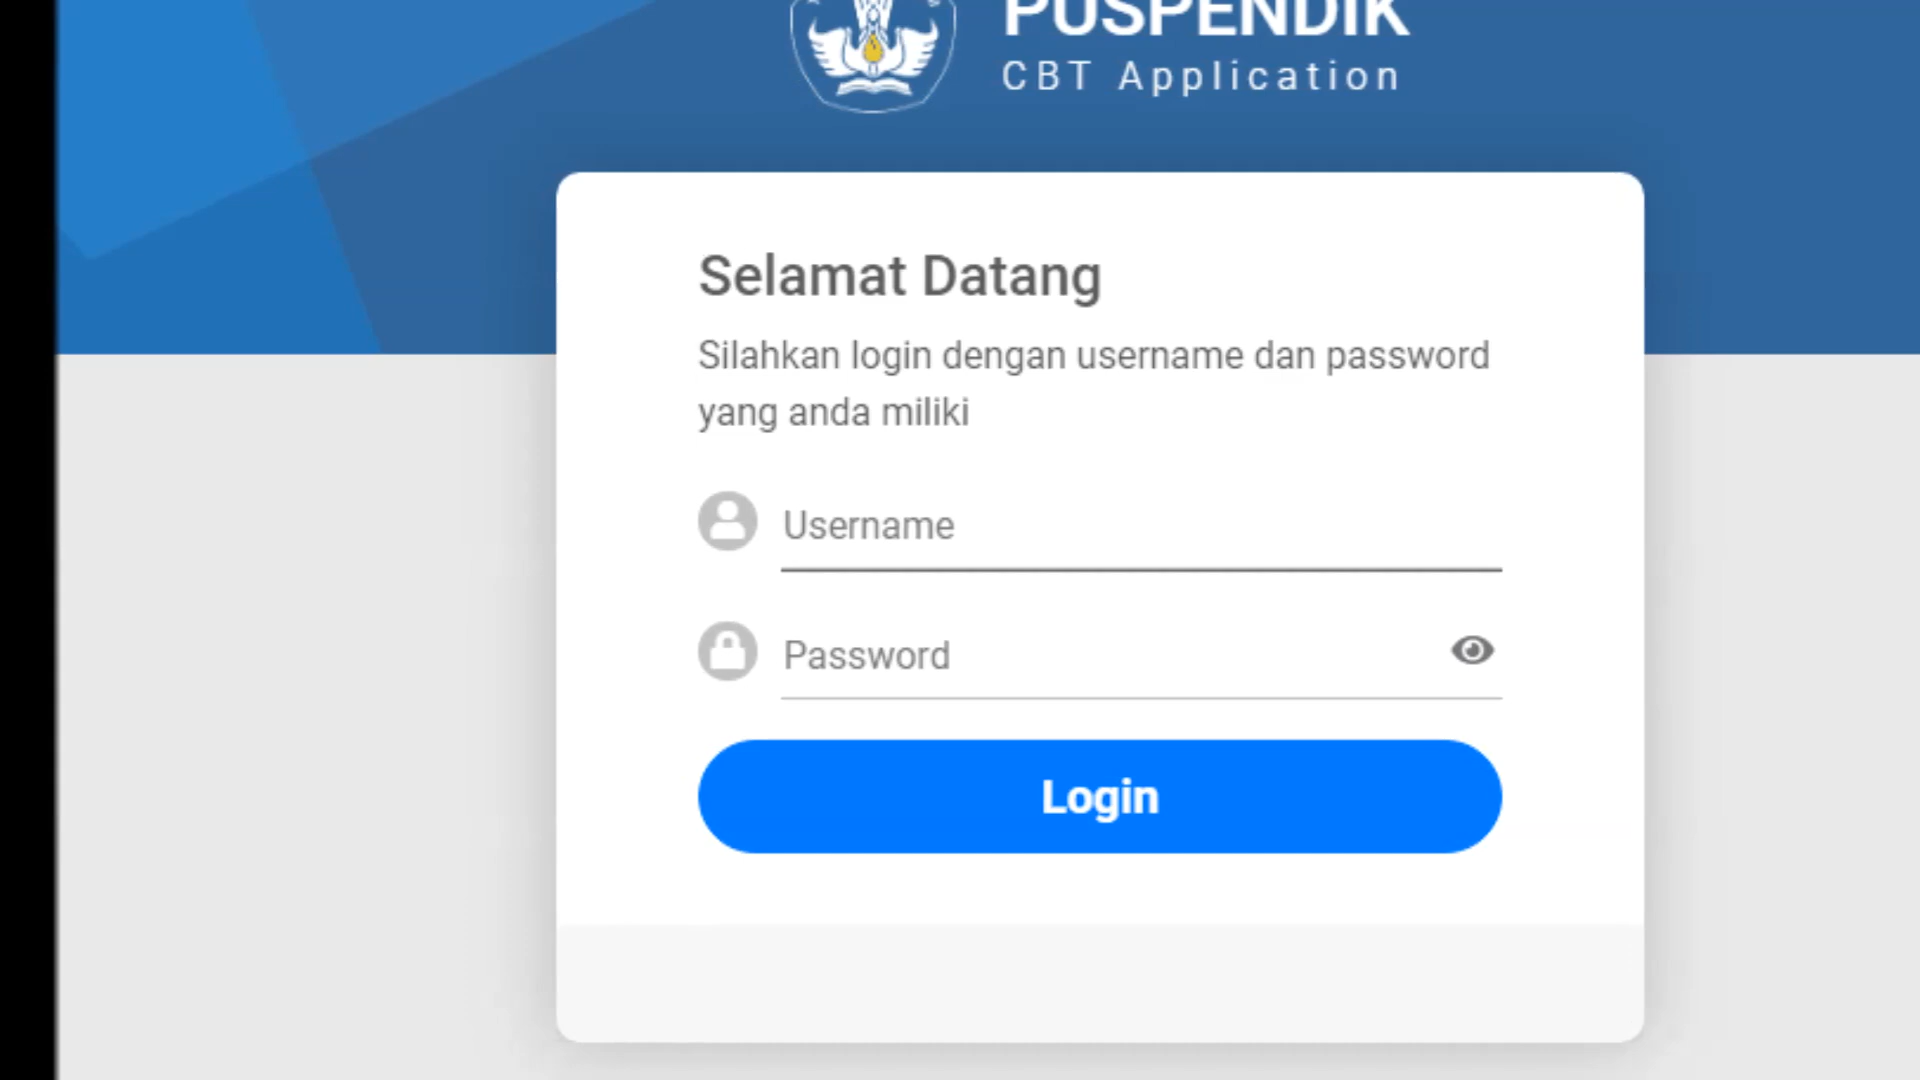 PUSPENDIK
CBT Application
Selamat Datang
Silahkan login dengan username dan password
yang anda miliki
Username
Password
Login